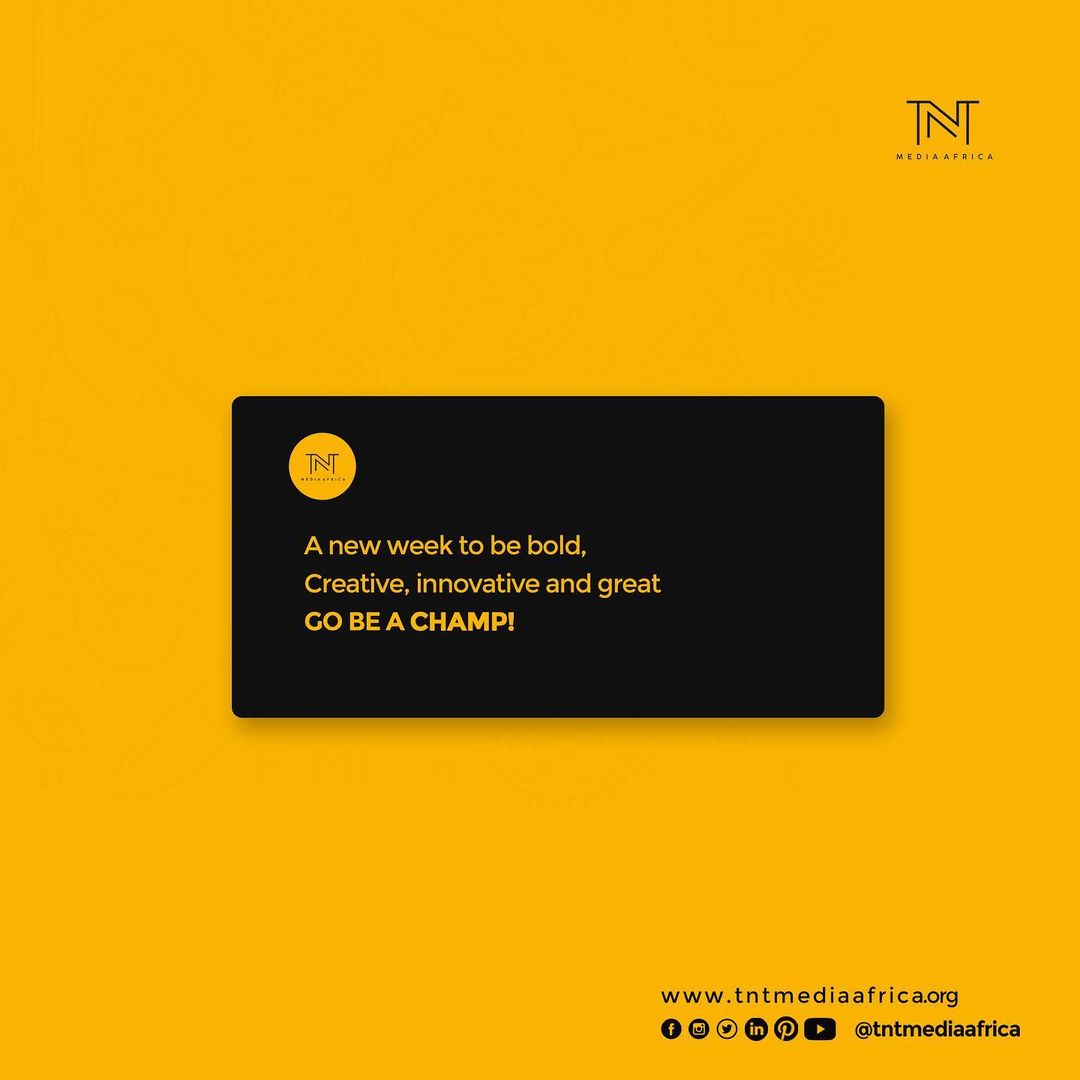 TNT
MEDIA AFRICA
TNT
MEDIA AFRICA
A new week to be bold,
Creative, innovative and great
GO BE A CHAMP!
www.tntmediaafrica.org
@tntmediaafrica